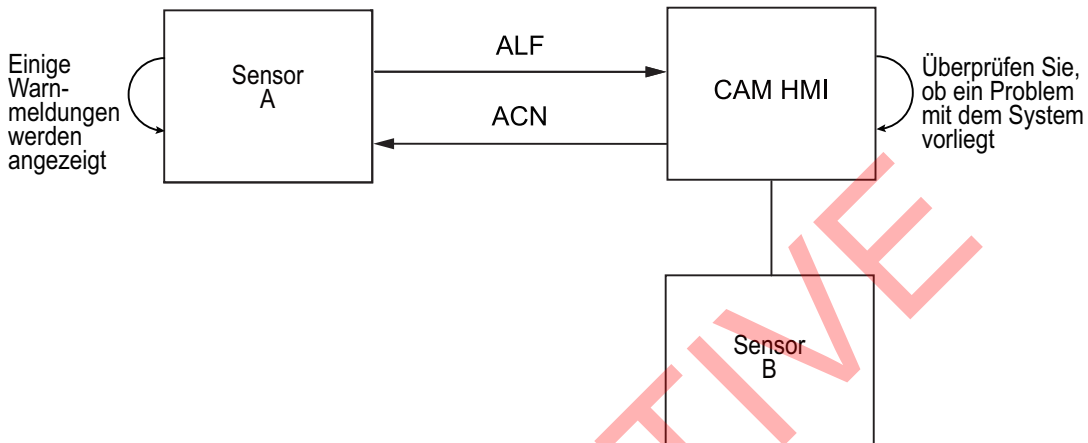 Einige
Warn-
meldungen
werden
angezeigt
Sensor
A
ALF
ACN
CAM HMI
Überprüfen Sie,
ob ein Problem
mit dem System
vorliegt
Sensor
B
TIVE